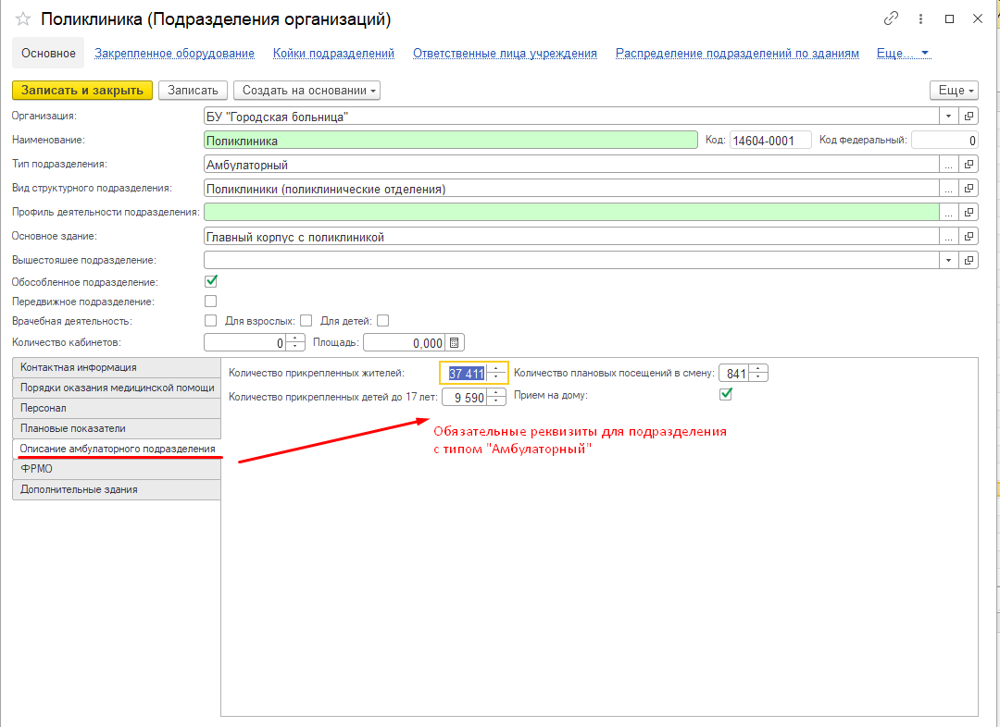 Поликлиника (Подразделения организаций)
Основное Закрепленное оборудование Койки подразделений Ответственные лица учреждения Распределение подразделений по зданиям Еще...
Записать и закрыть Записать Создать на основании Еще
Организация: БУ "Городская больница"
Наименование: Поликлиника Код: 14604-0001 Код федеральный: 0
Тип подразделения: Амбулаторный ...
Вид структурного подразделения: Поликлиники (поликлинические отделения) ...
Профиль деятельности подразделения: ...
Основное здание: Главный корпус с поликлиникой ...
Вышестоящее подразделение:
Обособленное подразделение:
Передвижное подразделение:
Врачебная деятельность: Для взрослых: Для детей:
Количество кабинетов: 0 Площадь: 0,000
Контактная информация
Порядки оказания медицинской помощи
Персонал
Плановые показатели
Описание амбулаторного подразделения
ФРМО
Дополнительные здания
Количество прикрепленных жителей: 37 411 Количество плановых посещений в смену: 841
Количество прикрепленных детей до 17 лет: 9 590 Прием на дому:
Обязательные реквизиты для подразделения
с типом "Амбулаторный"